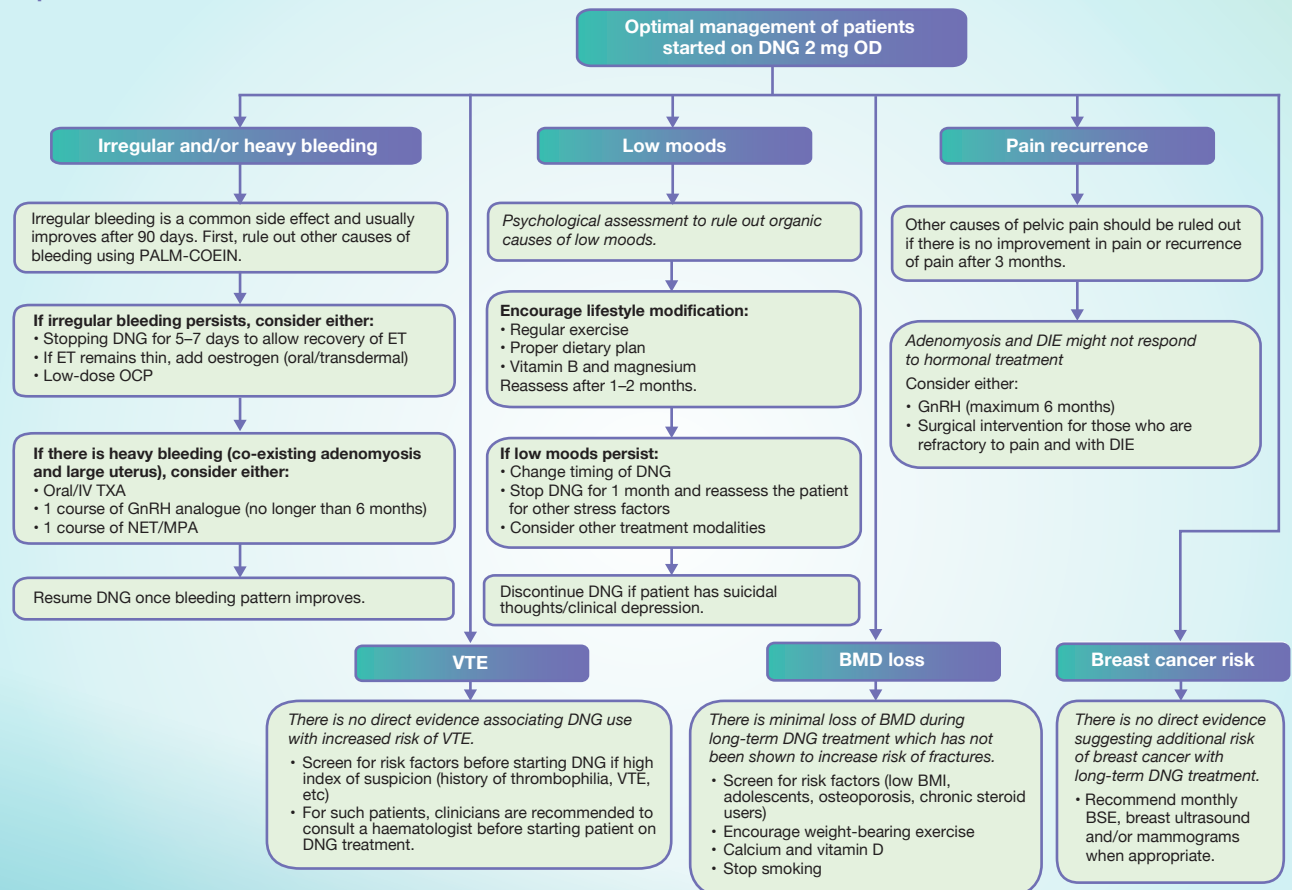 Optimal management of patients
started on DNG 2 mg OD
Irregular and/or heavy bleeding
Irregular bleeding is a common side effect and usually
improves after 90 days. First, rule out other causes of
bleeding using PALM-COEIN.
If irregular bleeding persists, consider either:
• Stopping DNG for 5–7 days to allow recovery of ET
• If ET remains thin, add oestrogen (oral/transdermal)
• Low-dose OCP
If there is heavy bleeding (co-existing adenomyosis
and large uterus), consider either:
• Oral/IV TXA
• 1 course of GnRH analogue (no longer than 6 months)
• 1 course of NET/MPA
Resume DNG once bleeding pattern improves.
Low moods
Psychological assessment to rule out organic
causes of low moods.
Encourage lifestyle modification:
• Regular exercise
• Proper dietary plan
• Vitamin B and magnesium
Reassess after 1–2 months.
If low moods persist:
• Change timing of DNG
• Stop DNG for 1 month and reassess the patient
for other stress factors
• Consider other treatment modalities
Discontinue DNG if patient has suicidal
thoughts/clinical depression.
Pain recurrence
Other causes of pelvic pain should be ruled out
if there is no improvement in pain or recurrence
of pain after 3 months.
Adenomyosis and DIE might not respond
to hormonal treatment
Consider either:
• GnRH (maximum 6 months)
• Surgical intervention for those who are
refractory to pain and with DIE
VTE
There is no direct evidence associating DNG use
with increased risk of VTE.
• Screen for risk factors before starting DNG if high
index of suspicion (history of thrombophilia, VTE,
etc)
• For such patients, clinicians are recommended to
consult a haematologist before starting patient on
DNG treatment.
BMD loss
There is minimal loss of BMD during
long-term DNG treatment which has not
been shown to increase risk of fractures.
• Screen for risk factors (low BMI,
adolescents, osteoporosis, chronic steroid
users)
• Encourage weight-bearing exercise
• Calcium and vitamin D
• Stop smoking
Breast cancer risk
There is no direct evidence
suggesting additional risk
of breast cancer with
long-term DNG treatment.
• Recommend monthly
BSE, breast ultrasound
and/or mammograms
when appropriate.